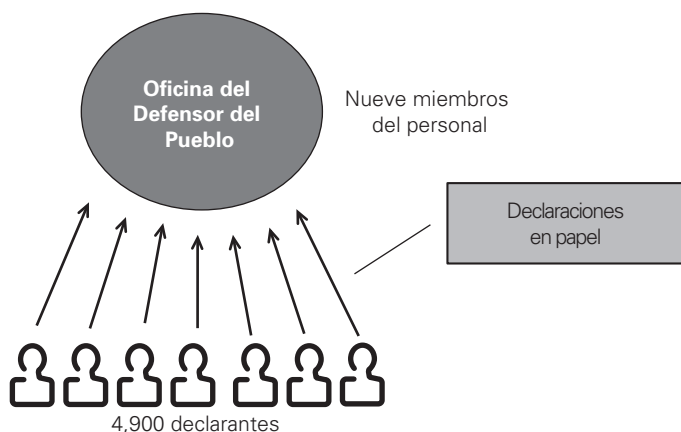 Oficina del
Defensor del
Pueblo
Nueve miembros
del personal
Declaraciones
en papel
4,900 declarantes